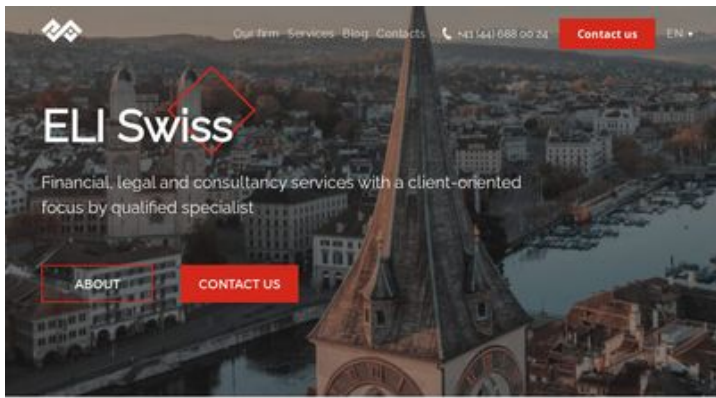 Our firm Services Blog Contacts +41 (44) 688 00 24 Contact us EN
ELI Swiss
Financial, legal and consultancy services with a client-oriented
focus by qualified specialist
ABOUT CONTACT US